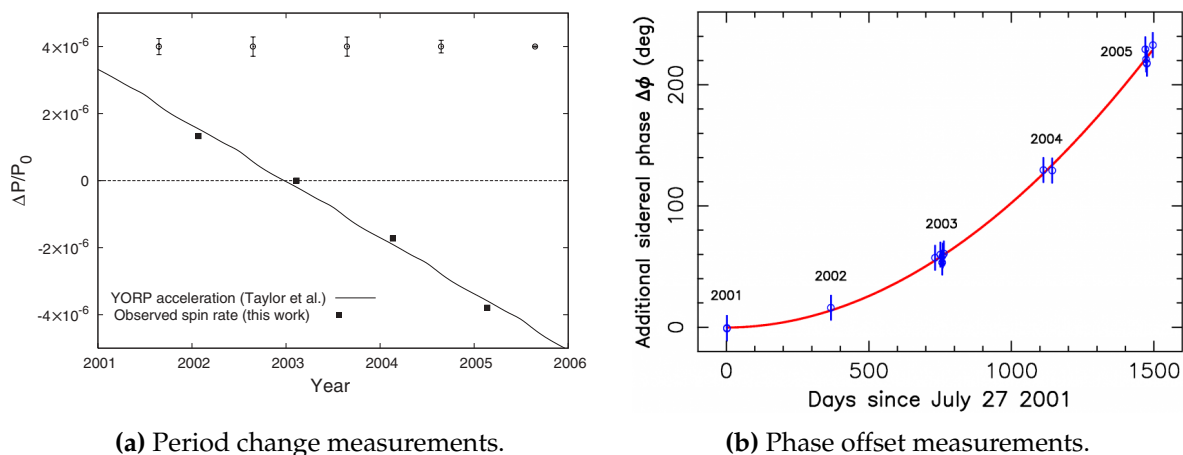 4×10⁻⁶
2×10⁻⁶
0
-2×10⁻⁶
-4×10⁻⁶
ΔP/P₀
YORP acceleration (Taylor et al.)
Observed spin rate (this work)
2001 2002 2003 2004 2005 2006
Year
(a) Period change measurements.
Additional sidereal phase Δϕ (deg)
200
100
0
2001
2002
2003
2004
2005
0 500 1000 1500
Days since July 27 2001
(b) Phase offset measurements.